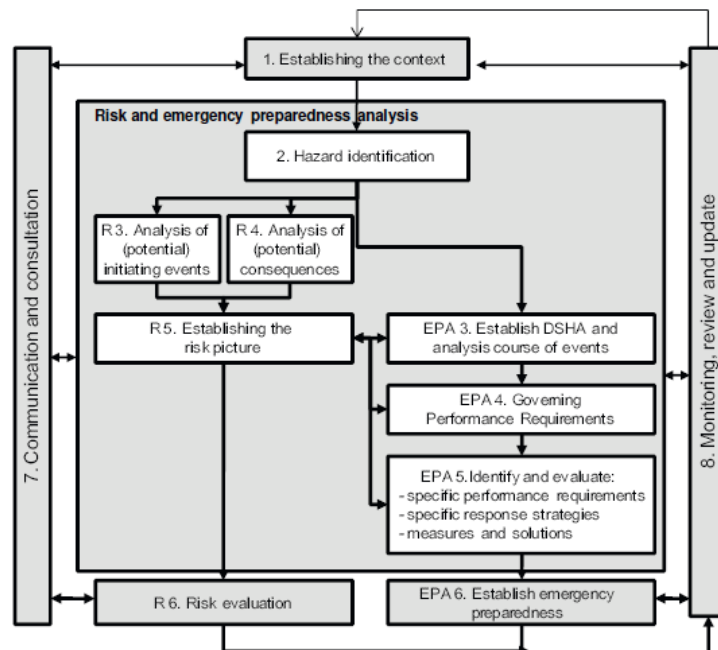 1. Establishing the context
Risk and emergency preparedness analysis
2. Hazard identification
R 3. Analysis of
(potential)
initiating events
R 4. Analysis of
(potential)
consequences
R 5. Establishing the
risk picture
EPA 3. Establish DSHA and
analysis course of events
EPA 4. Governing
Performance Requirements
EPA 5. Identify and evaluate:
- specific performance requirements
- specific response strategies
- measures and solutions
R 6. Risk evaluation
EPA 6. Establish emergency
preparedness
7. Communication and consultation
8. Monitoring, review and update